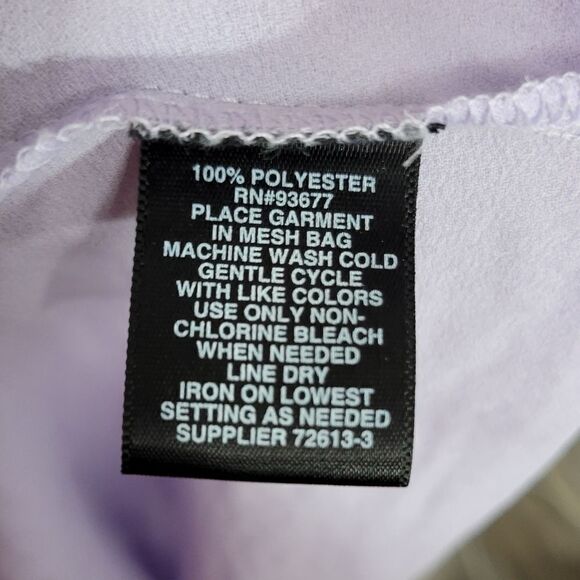 100% POLYESTER
RN#93677
PLACE GARMENT
IN MESH BAG
MACHINE WASH COLD
GENTLE CYCLE
WITH LIKE COLORS
USE ONLY NON-
CHLORINE BLEACH
WHEN NEEDED
LINE DRY
IRON ON LOWEST
SETTING AS NEEDED
SUPPLIER 72613-3